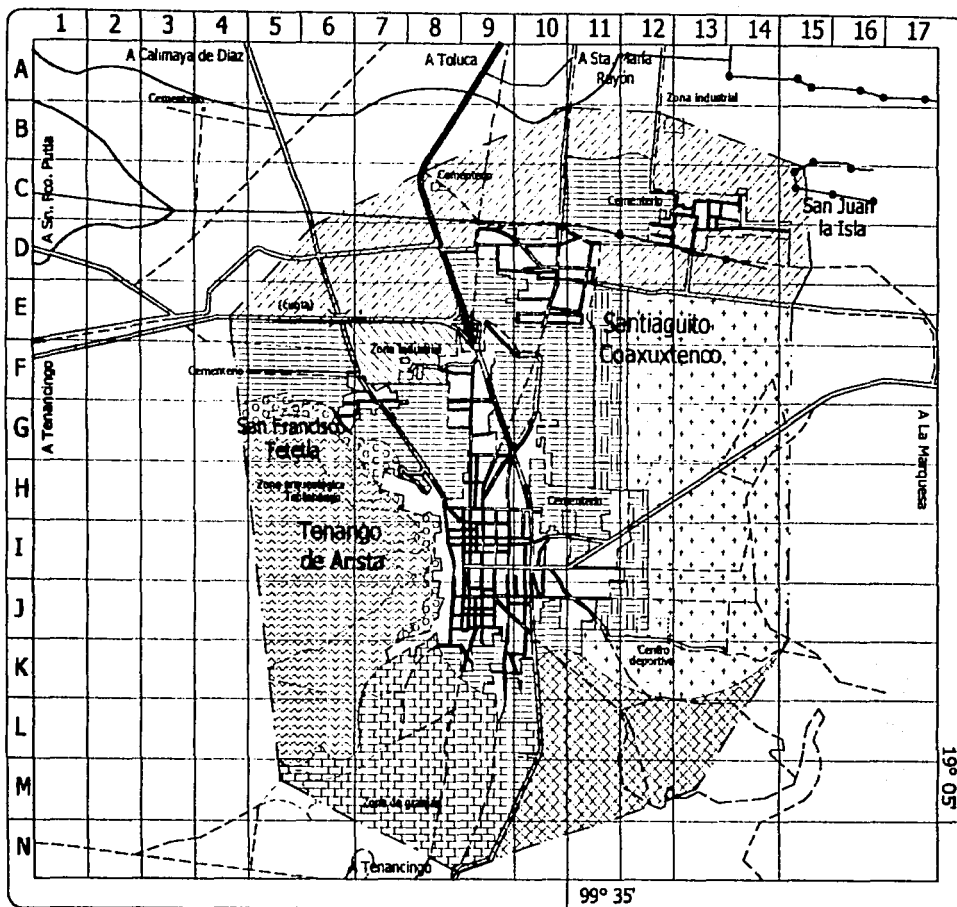 1 2 3 4 5 6 7 8 9 10 11 12 13 14 15 16 17
A
B
C
D
E
F
G
H
I
J
K
L
M
N
A Calimaya de Diaz
A Toluca
A Sta. Maria
Rayón
Cementerio
Zona industrial
A Sn. Fco. Putla
Cementerio
Cementerio
San Juan
la Isla
(cuota)
Santiaguito
Coaxuxtenco
Zona industrial
Cementerio
A Tenancingo
San Francisco
Tetetla
A La Marquesa
Zona arqueológica
Cementerio
Tenango
de Arista
Centro
deportivo
19° 05'
Zona de granjas
A Tenancingo
99° 35'